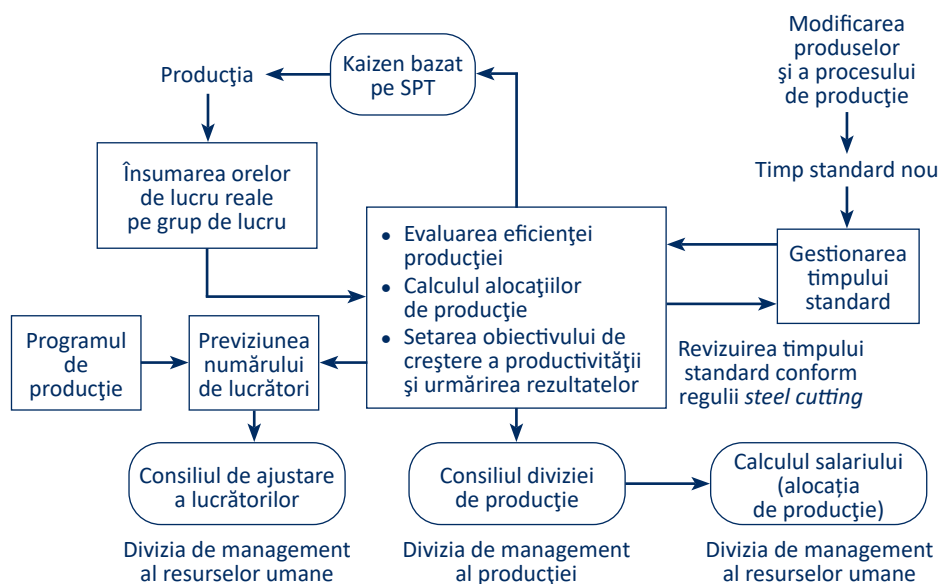 Modificarea
produselor
şi a procesului
de producţie
Kaizen bazat
pe SPT
Producţia
Timp standard nou
Însumarea orelor
de lucru reale
pe grup de lucru
• Evaluarea eficienţei
producţiei
• Calculul alocaţiilor
de producţie
• Setarea obiectivului de
creştere a productivităţii
şi urmărirea rezultatelor
Gestionarea
timpului
standard
Programul
de
producţie
Previziunea
numărului
de lucrători
Revizuirea timpului
standard conform
regulii steel cutting
Consiliul de ajustare
a lucrătorilor
Consiliul diviziei
de producţie
Calculul salariului
(alocația
de producţie)
Divizia de management
al resurselor umane
Divizia de management
al producţiei
Divizia de management
al resurselor umane